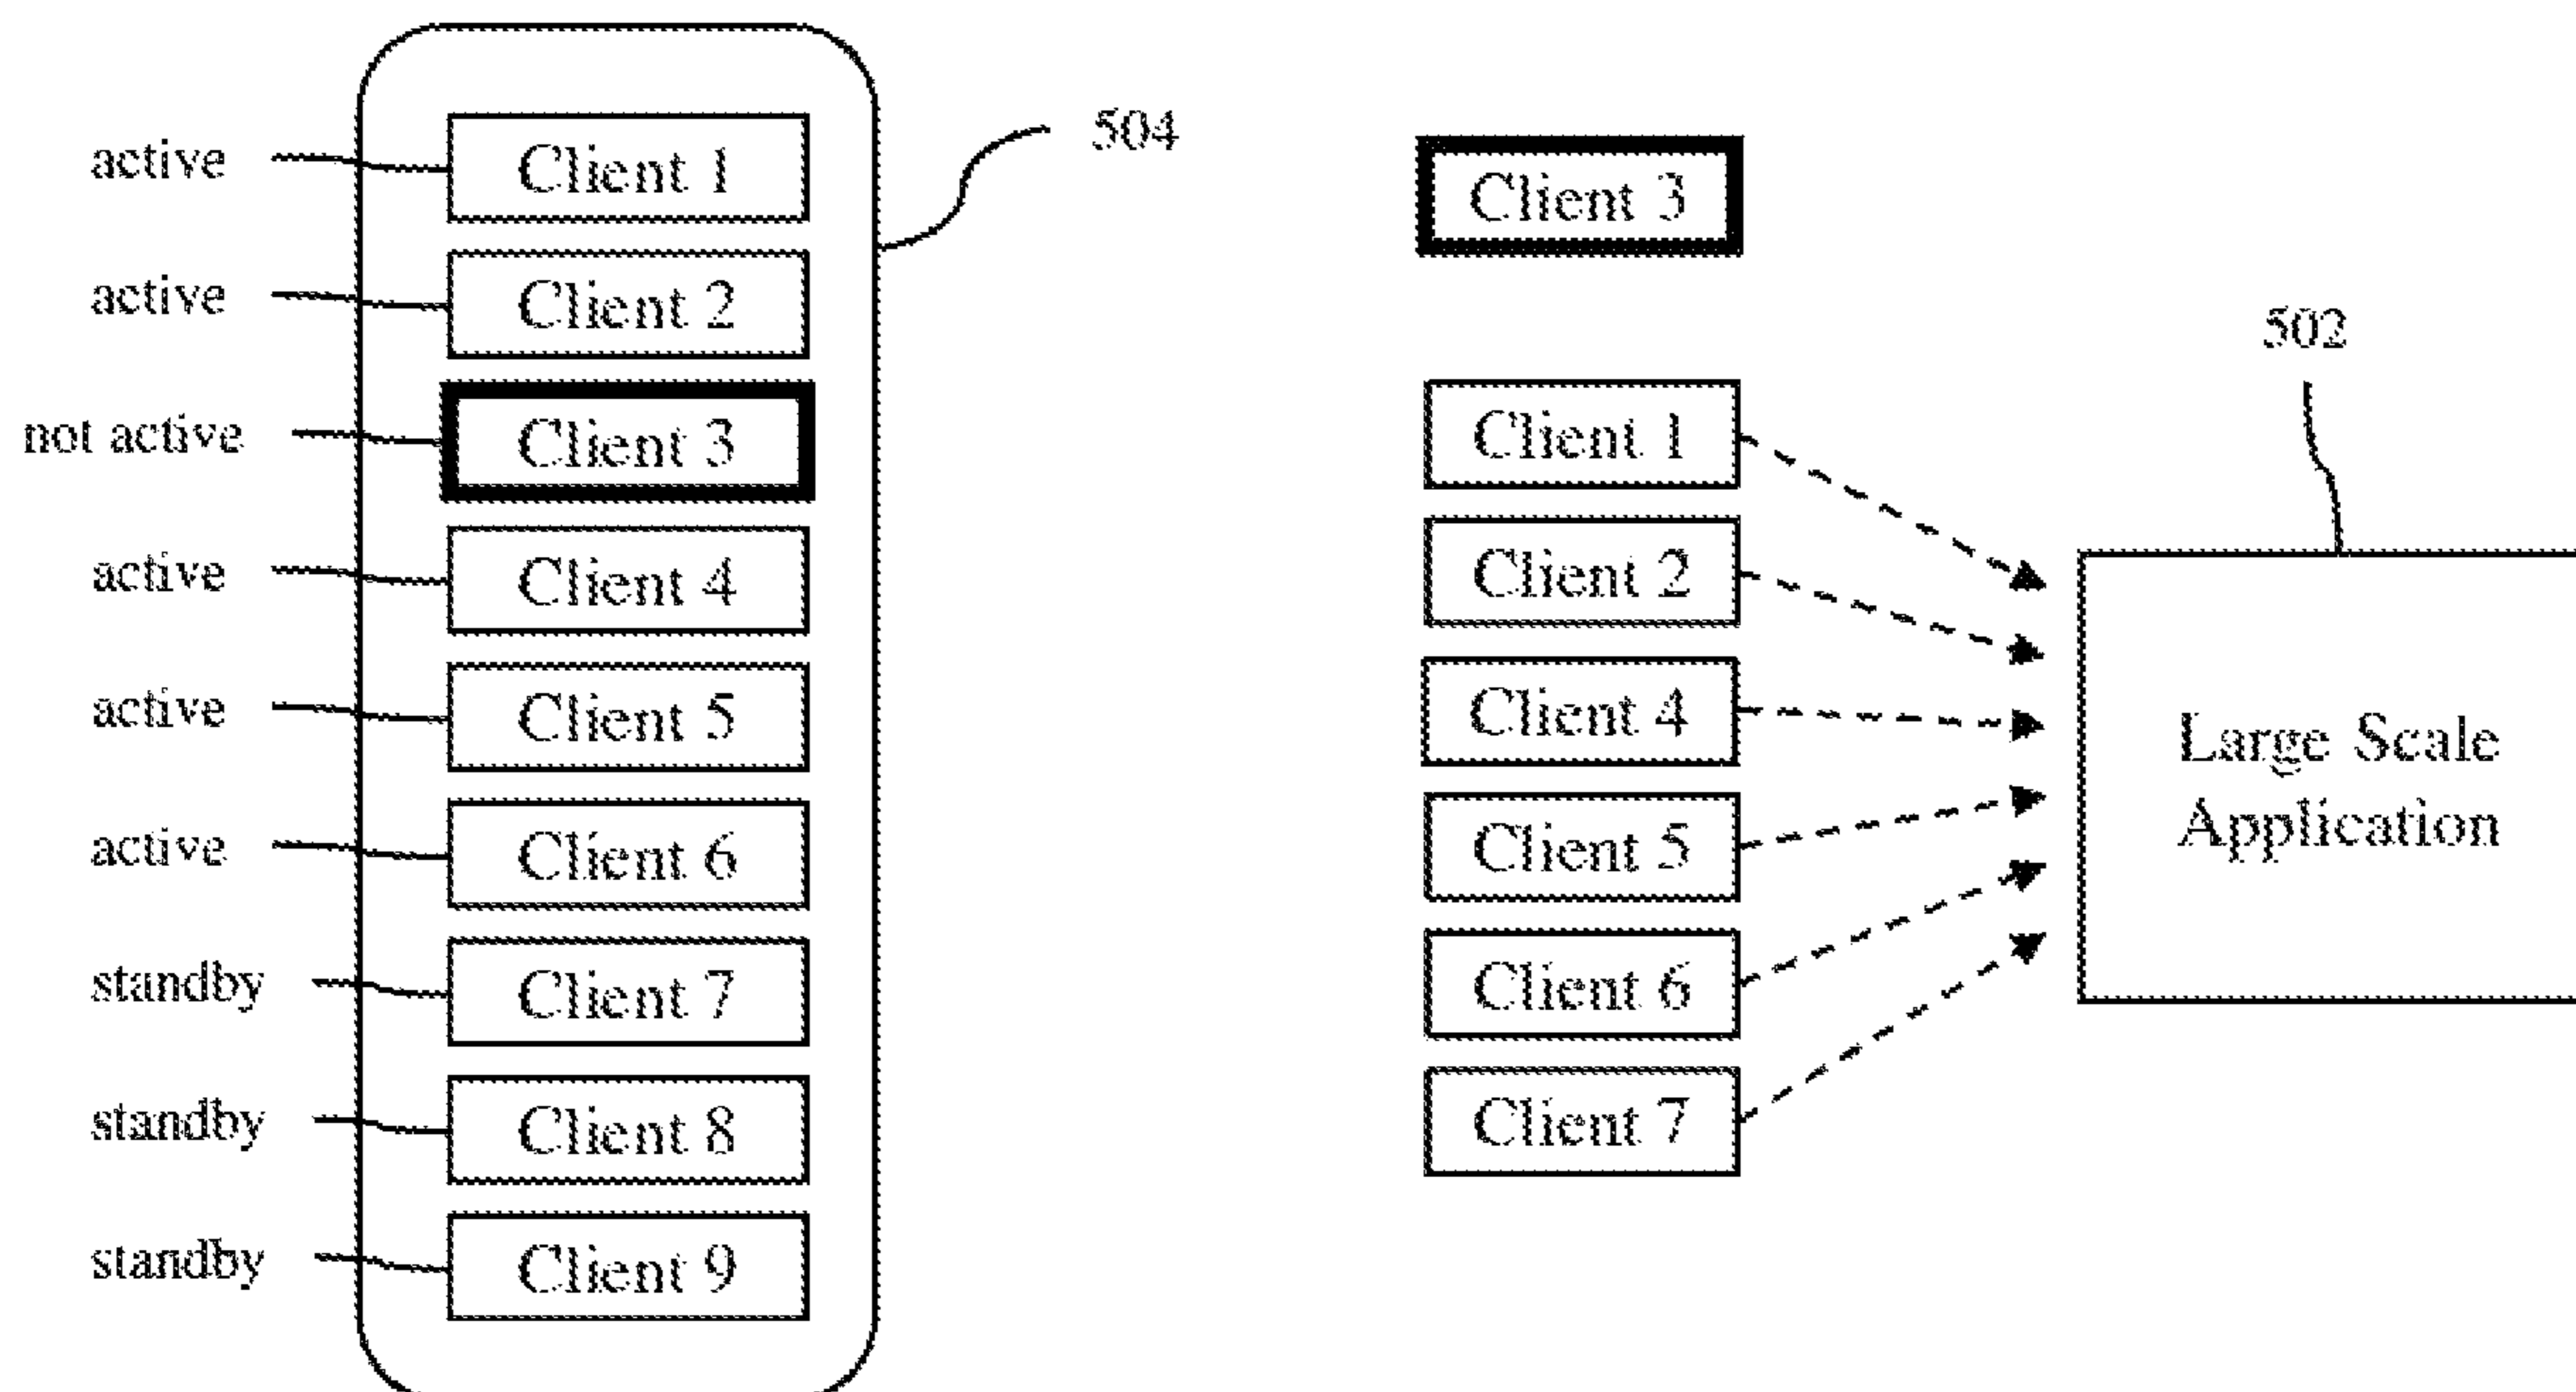 active
Client 1
active
Client 2
not active
Client 3
active
Client 4
active
Client 5
active
Client 6
standby
Client 7
standby
Client 8
standby
Client 9
504
Client 3
Client 1
Client 2
Client 4
Client 5
Client 6
Client 7
502
Large Scale
Application